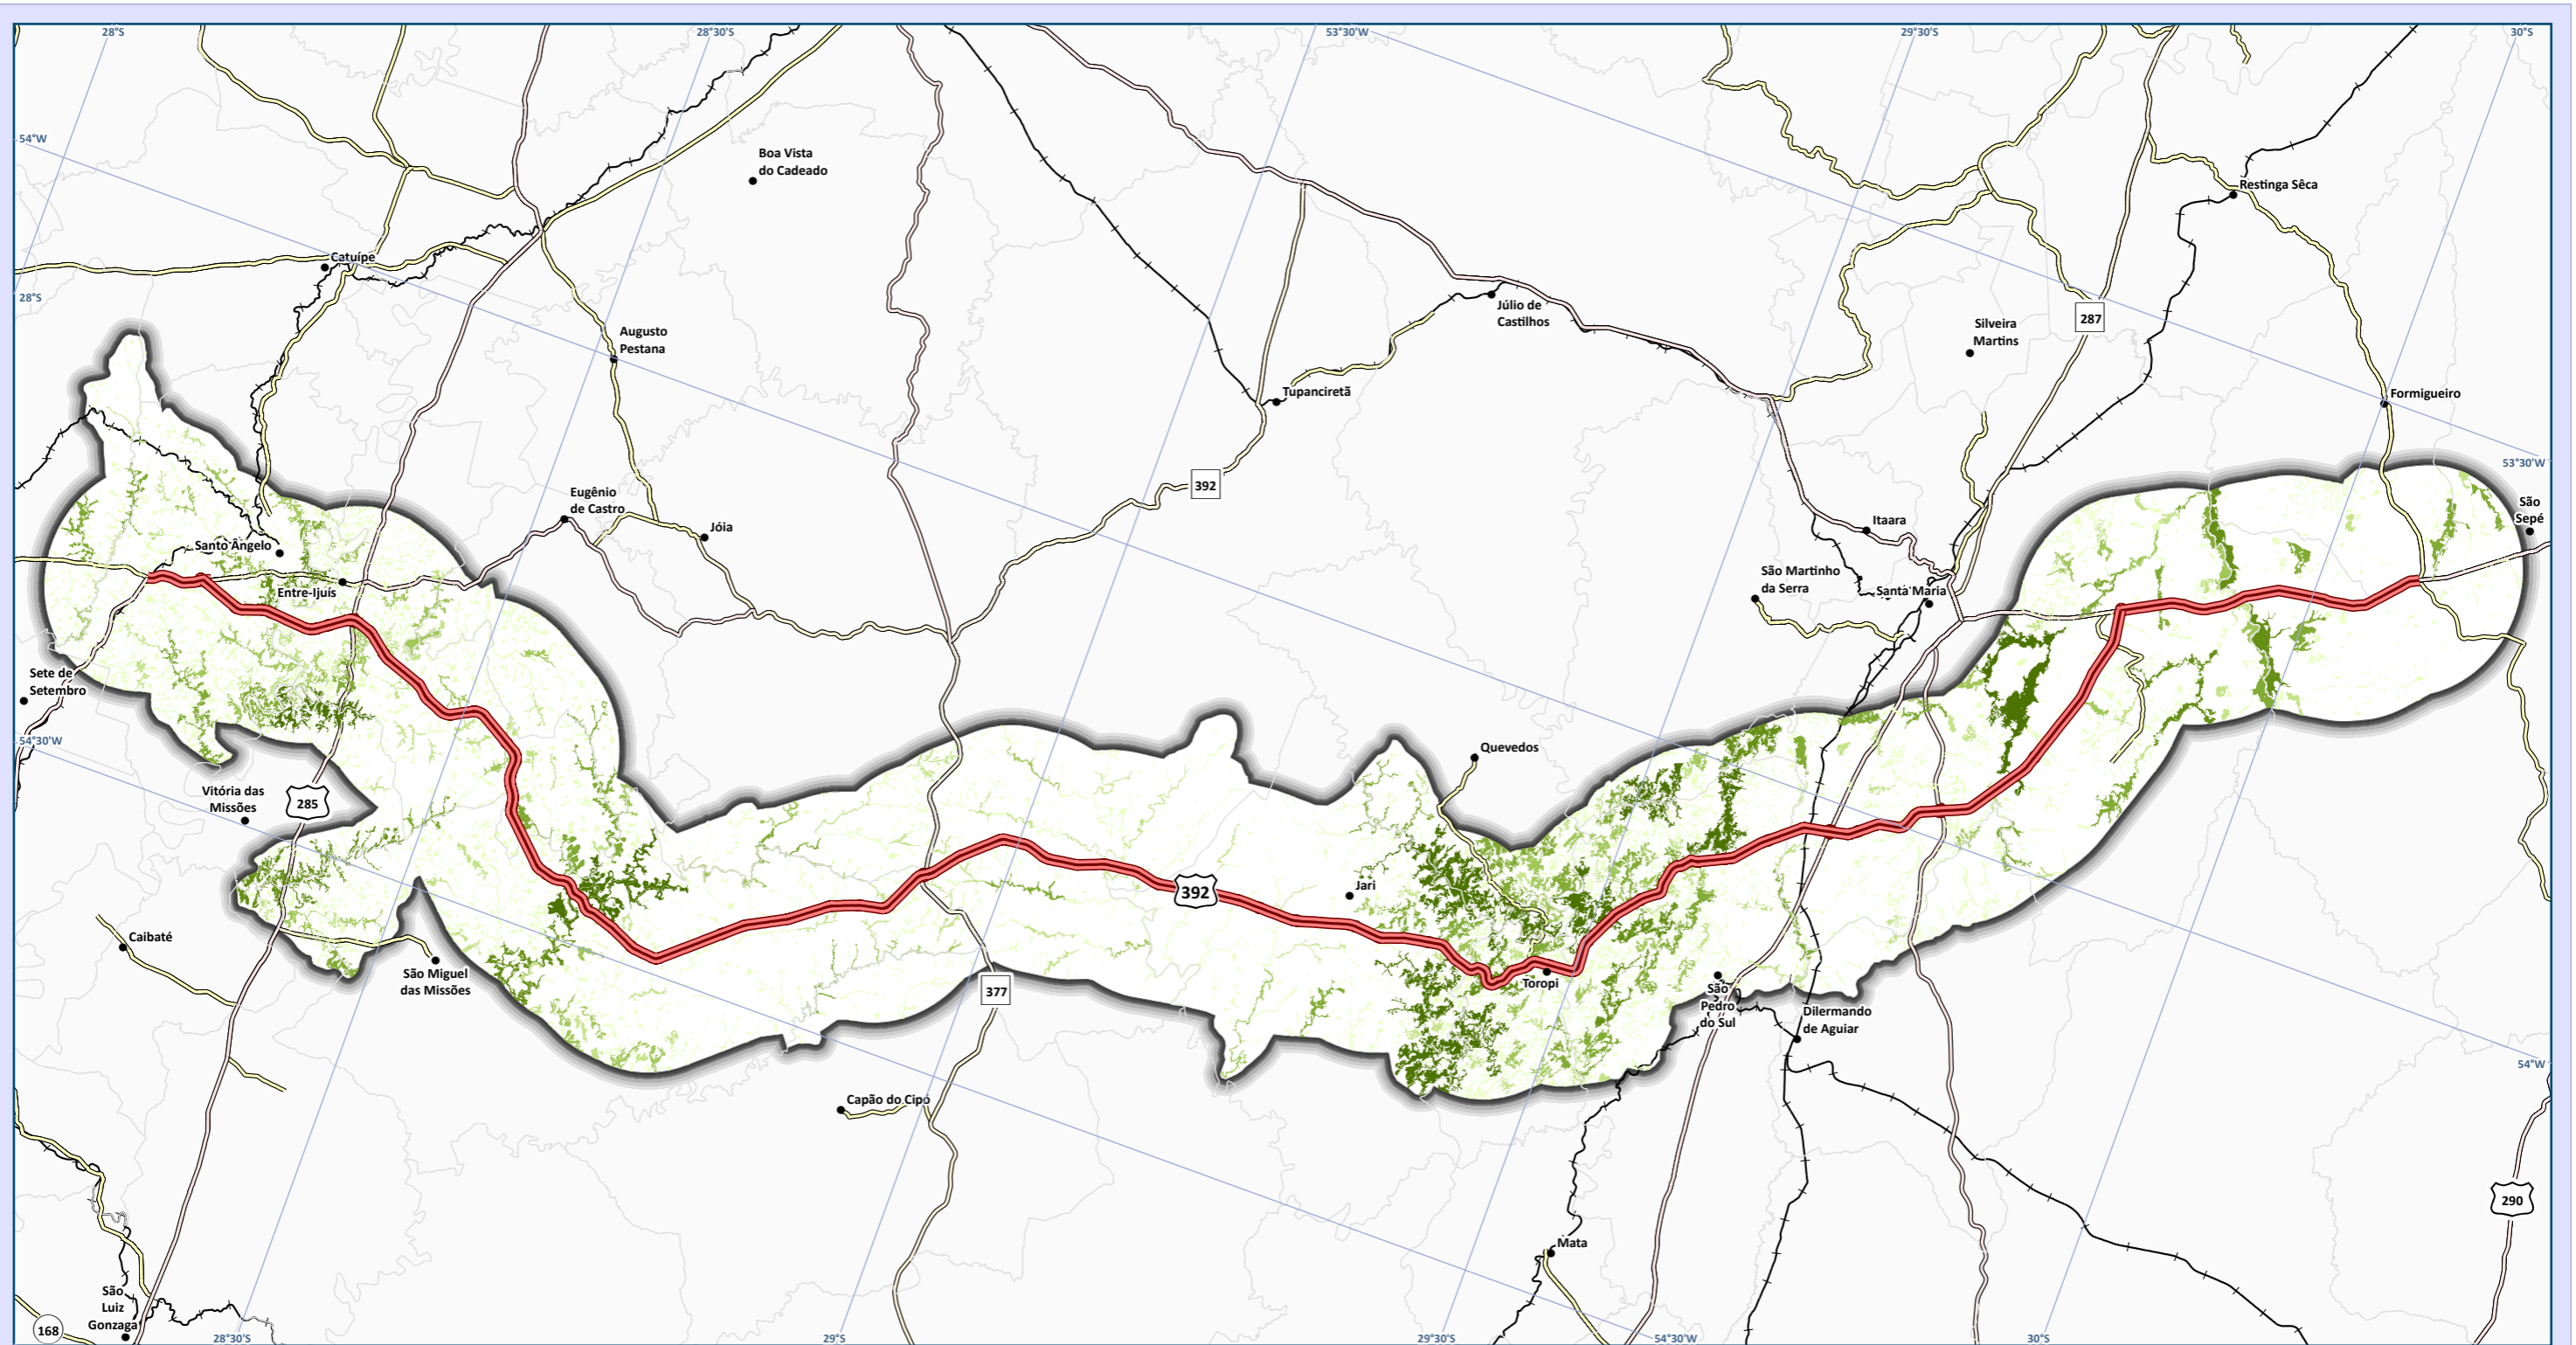 28°S
28°30'S
53°30'W
29°30'S
30°S
54°W
Boa Vista
do Cadeado
Restinga Sêca
Catuípe
28°S
Júlio de
Castilhos
Silveira
Martins
287
Augusto
Pestana
Tupanciretã
Formigueiro
53°30'W
392
Eugênio
de Castro
Jóia
São
Sepé
Itaara
Santo Ângelo
São Martinho
da Serra
Entre-Ijuís
Santa Maria
Sete de
Setembro
54°30'W
Quevedos
Vitória das
Missões
285
392
Jari
Caibaté
São Miguel
das Missões
377
Toropi
São
Pedro
do Sul
Dilermando
de Aguiar
54°W
Capão do Cipó
290
Mata
São
Luiz
Gonzaga
168
28°30'S
29°S
29°30'S
54°30'W
30°S